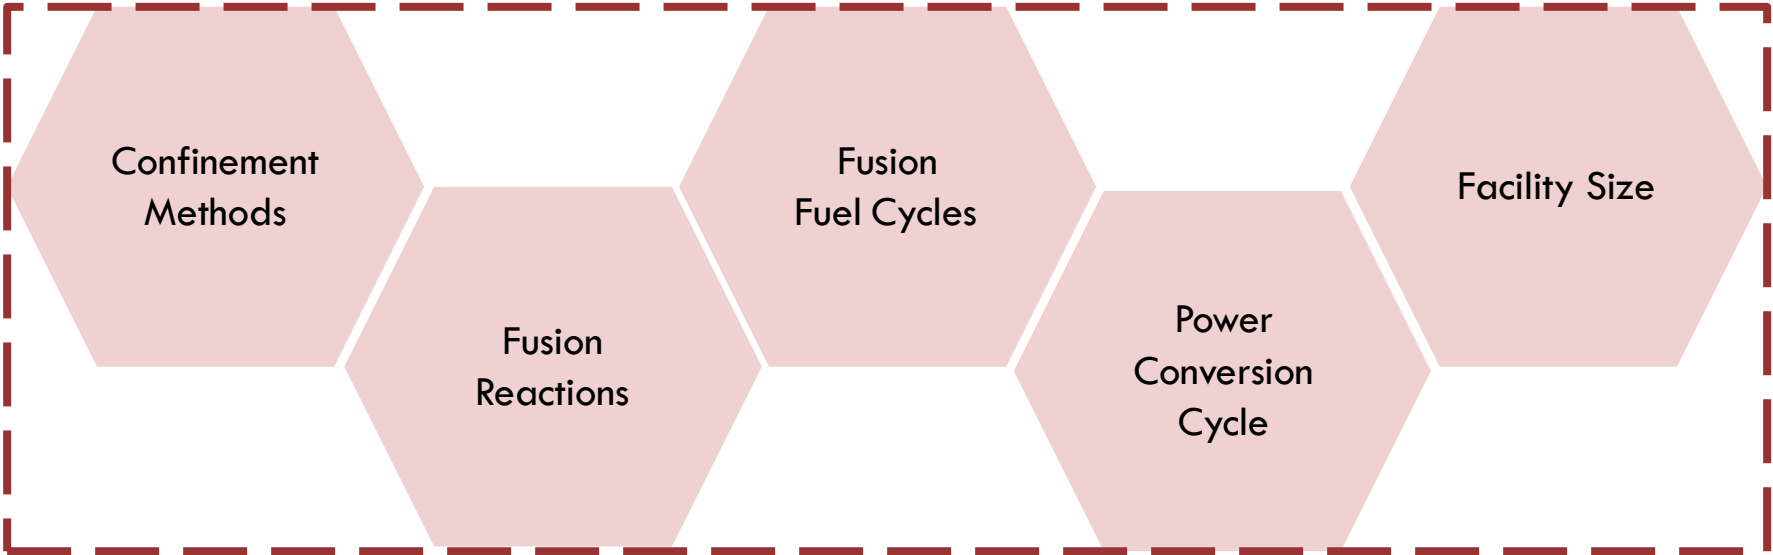 Confinement
Methods
Fusion
Reactions
Fusion
Fuel Cycles
Power
Conversion
Cycle
Facility Size